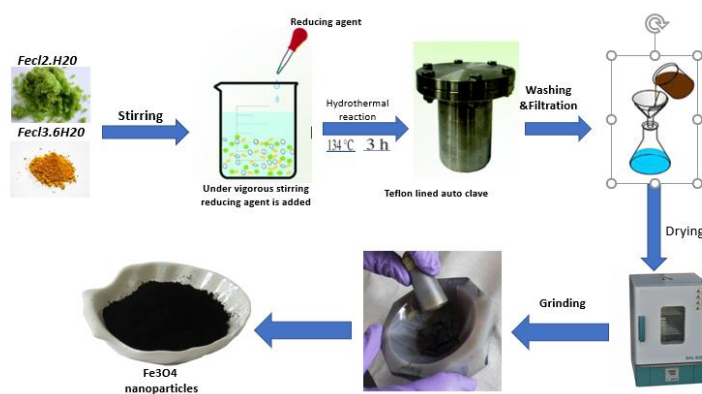 Reducing agent
Fecl2.H20
Fecl3.6H20
Stirring
Under vigorous stirring
reducing agent is added
Hydrothermal
reaction
134 °C 3 h
Teflon lined auto clave
Washing
&Filtration
Drying
Grinding
Fe3O4
nanoparticles